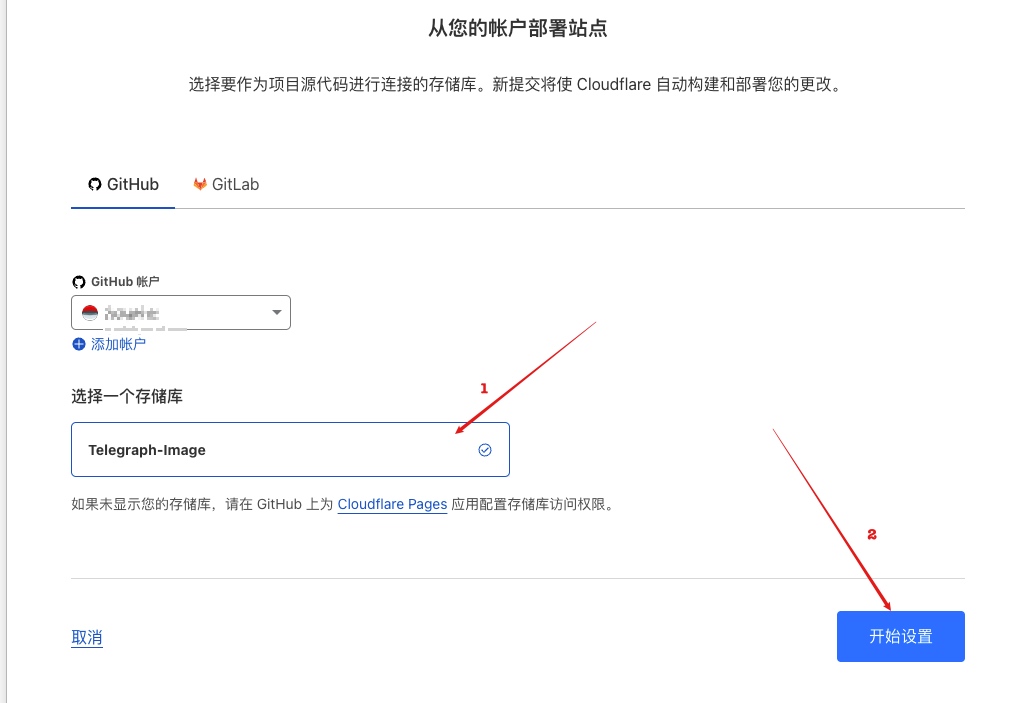 从您的帐户部署站点
选择要作为项目源代码进行连接的存储库。新提交将使 Cloudflare 自动构建和部署您的更改。
GitHub GitLab
GitHub 帐户
添加帐户
1
选择一个存储库
Telegraph-Image
如果未显示您的存储库，请在 GitHub 上为 Cloudflare Pages 应用配置存储库访问权限。
2
取消 开始设置